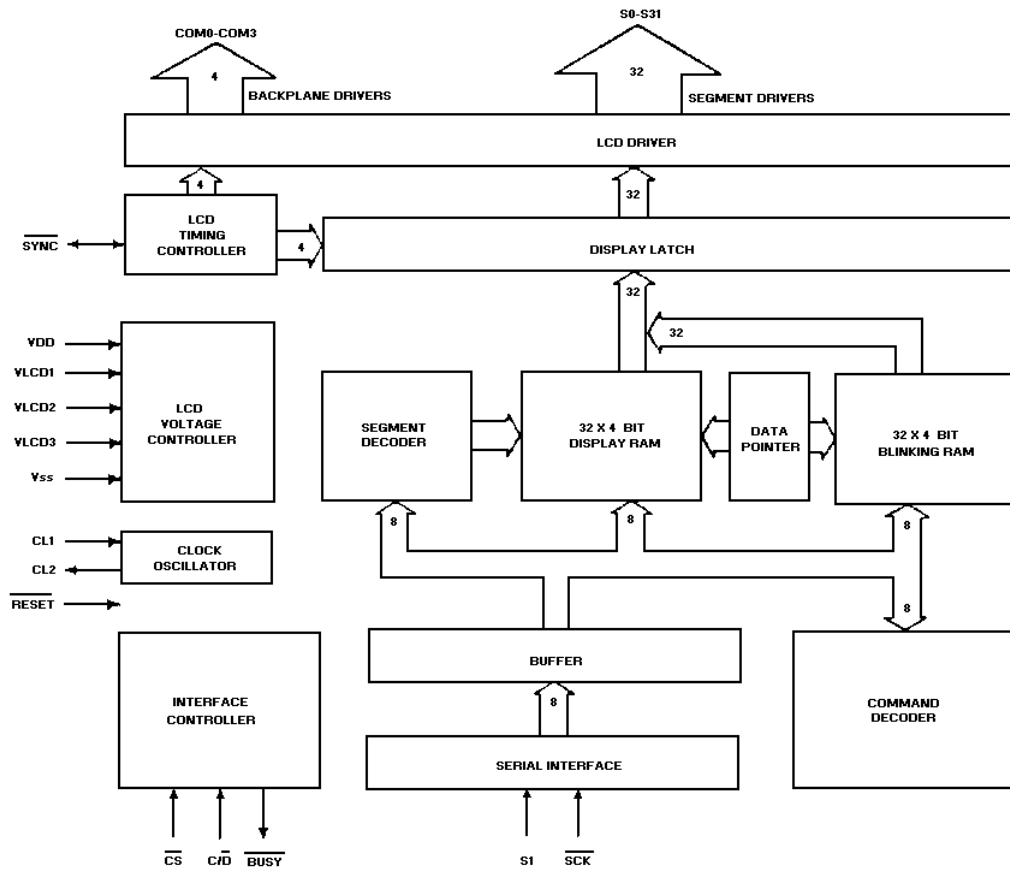 COM0-COM3
S0-S31
4
32
BACKPLANE DRIVERS
SEGMENT DRIVERS
LCD DRIVER
4
32
LCD
TIMING
CONTROLLER
SYNC
4
DISPLAY LATCH
32
32
VDD
VLCD1
VLCD2
VLCD3
Vss
LCD
VOLTAGE
CONTROLLER
SEGMENT
DECODER
32 X 4 BIT
DISPLAY RAM
DATA
POINTER
32 X 4 BIT
BLINKING RAM
8
8
8
CL1
CL2
CLOCK
OSCILLATOR
RESET
8
BUFFER
INTERFACE
CONTROLLER
COMMAND
DECODER
8
SERIAL INTERFACE
CS
C/D
BUSY
S1
SCK